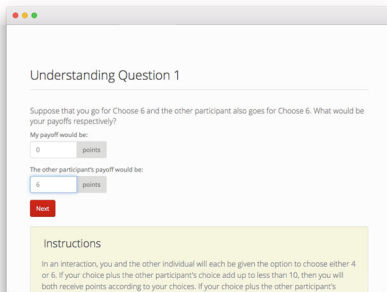 Understanding Question 1
Suppose that you go for Choose 6 and the other participant also goes for Choose 6. What would be
your payoffs respectively?
My payoff would be:
0 points
The other participant's payoff would be:
6 points
Next
Instructions
In an interaction, you and the other individual will each be given the option to choose either 4
or 6. If your choice plus the other participant's choice add up to less than 10, then you will
both receive points according to your choices. If your choice plus the other participant's